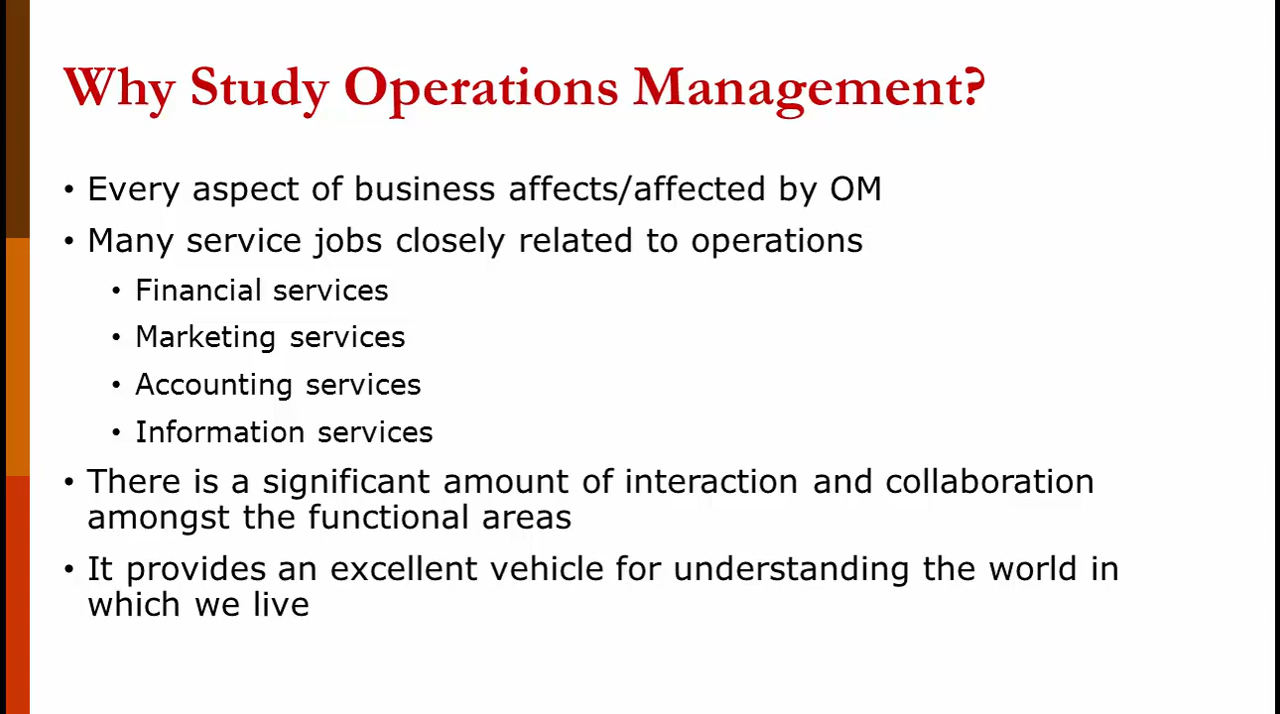 Why Study Operations Management?
• Every aspect of business affects/affected by OM
• Many service jobs closely related to operations
• Financial services
• Marketing services
• Accounting services
• Information services
• There is a significant amount of interaction and collaboration
amongst the functional areas
• It provides an excellent vehicle for understanding the world in
which we live